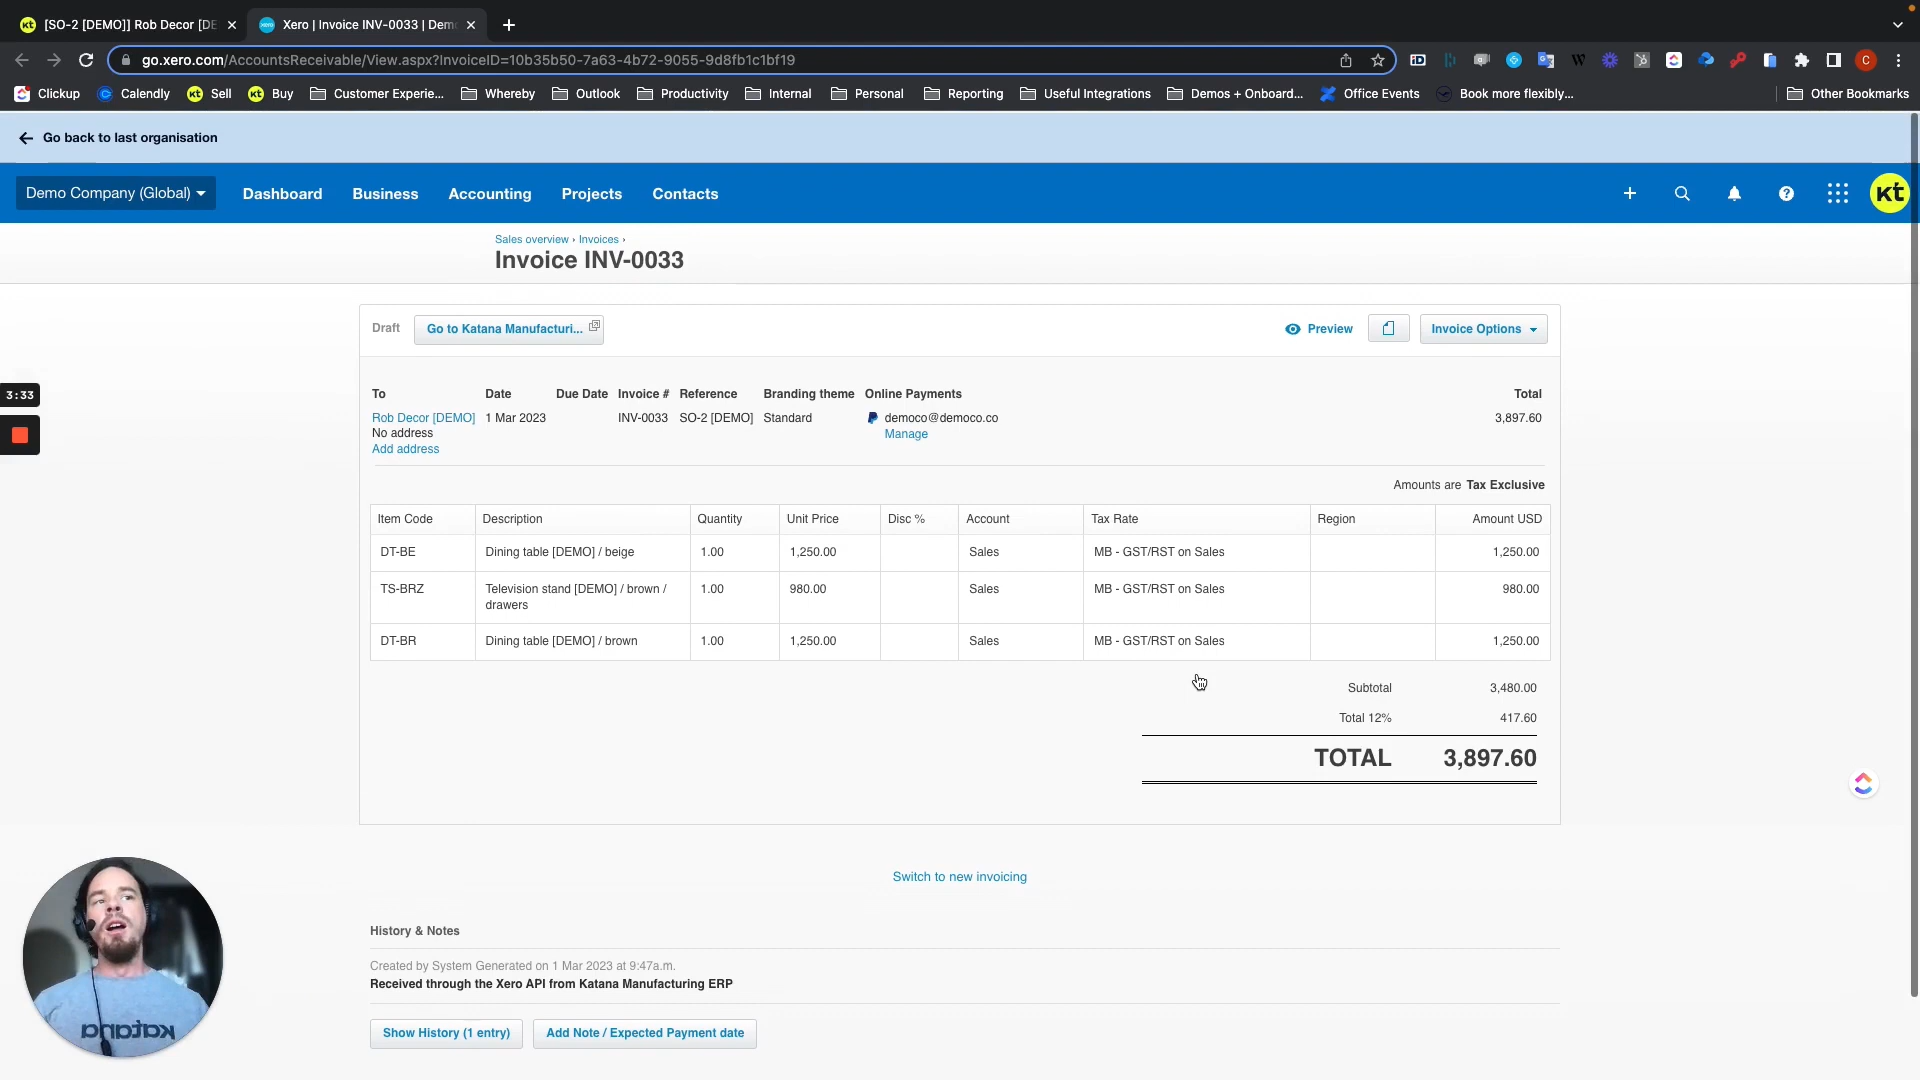 [SO-2 [DEMO]] Rob Decor [DE
Xero | Invoice INV-0033 | Demo
go.xero.com/AccountsReceivable/View.aspx?InvoiceID=10b35b50-7a63-4b72-9055-9d8fb1c1bf19
Clickup Calendly Sell Buy Customer Experie... Whereby Outlook Productivity Internal Personal Reporting Useful Integrations Demos + Onboard... Office Events Book more flexibly... Other Bookmarks
Go back to last organisation
Demo Company (Global) Dashboard Business Accounting Projects Contacts kt
Sales overview › Invoices ›
Invoice INV-0033
Draft Go to Katana Manufacturi... Preview Invoice Options
3:33
To Date Due Date Invoice # Reference Branding theme Online Payments Total
Rob Decor [DEMO] 1 Mar 2023 INV-0033 SO-2 [DEMO] Standard democo@democo.co 3,897.60
No address Manage
Add address
Amounts are Tax Exclusive
Item Code Description Quantity Unit Price Disc % Account Tax Rate Region Amount USD
DT-BE Dining table [DEMO] / beige 1.00 1,250.00 Sales MB - GST/RST on Sales 1,250.00
TS-BRZ Television stand [DEMO] / brown / 1.00 980.00 Sales MB - GST/RST on Sales 980.00
drawers
DT-BR Dining table [DEMO] / brown 1.00 1,250.00 Sales MB - GST/RST on Sales 1,250.00
Subtotal 3,480.00
Total 12% 417.60
TOTAL 3,897.60
Switch to new invoicing
History & Notes
Created by System Generated on 1 Mar 2023 at 9:47a.m.
Received through the Xero API from Katana Manufacturing ERP
Show History (1 entry) Add Note / Expected Payment date
katana